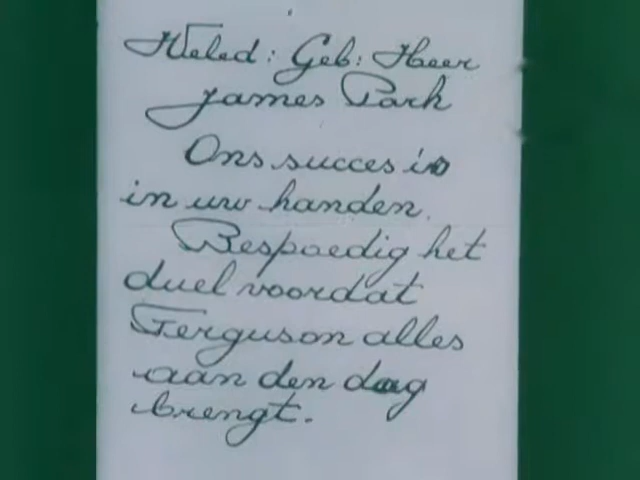 Weled: Geb: Heer
James Park
Ons succes is
in uw handen.
Bespoedig het
duel voordat
Ferguson alles
aan den dag
brengt.